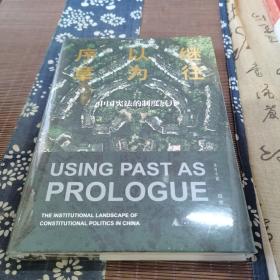 继往
以为
序章
中国宪法的制度展开
USING PAST AS
PROLOGUE
THE INSTITUTIONAL LANDSCAPE OF
CONSTITUTIONAL POLITICS IN CHINA